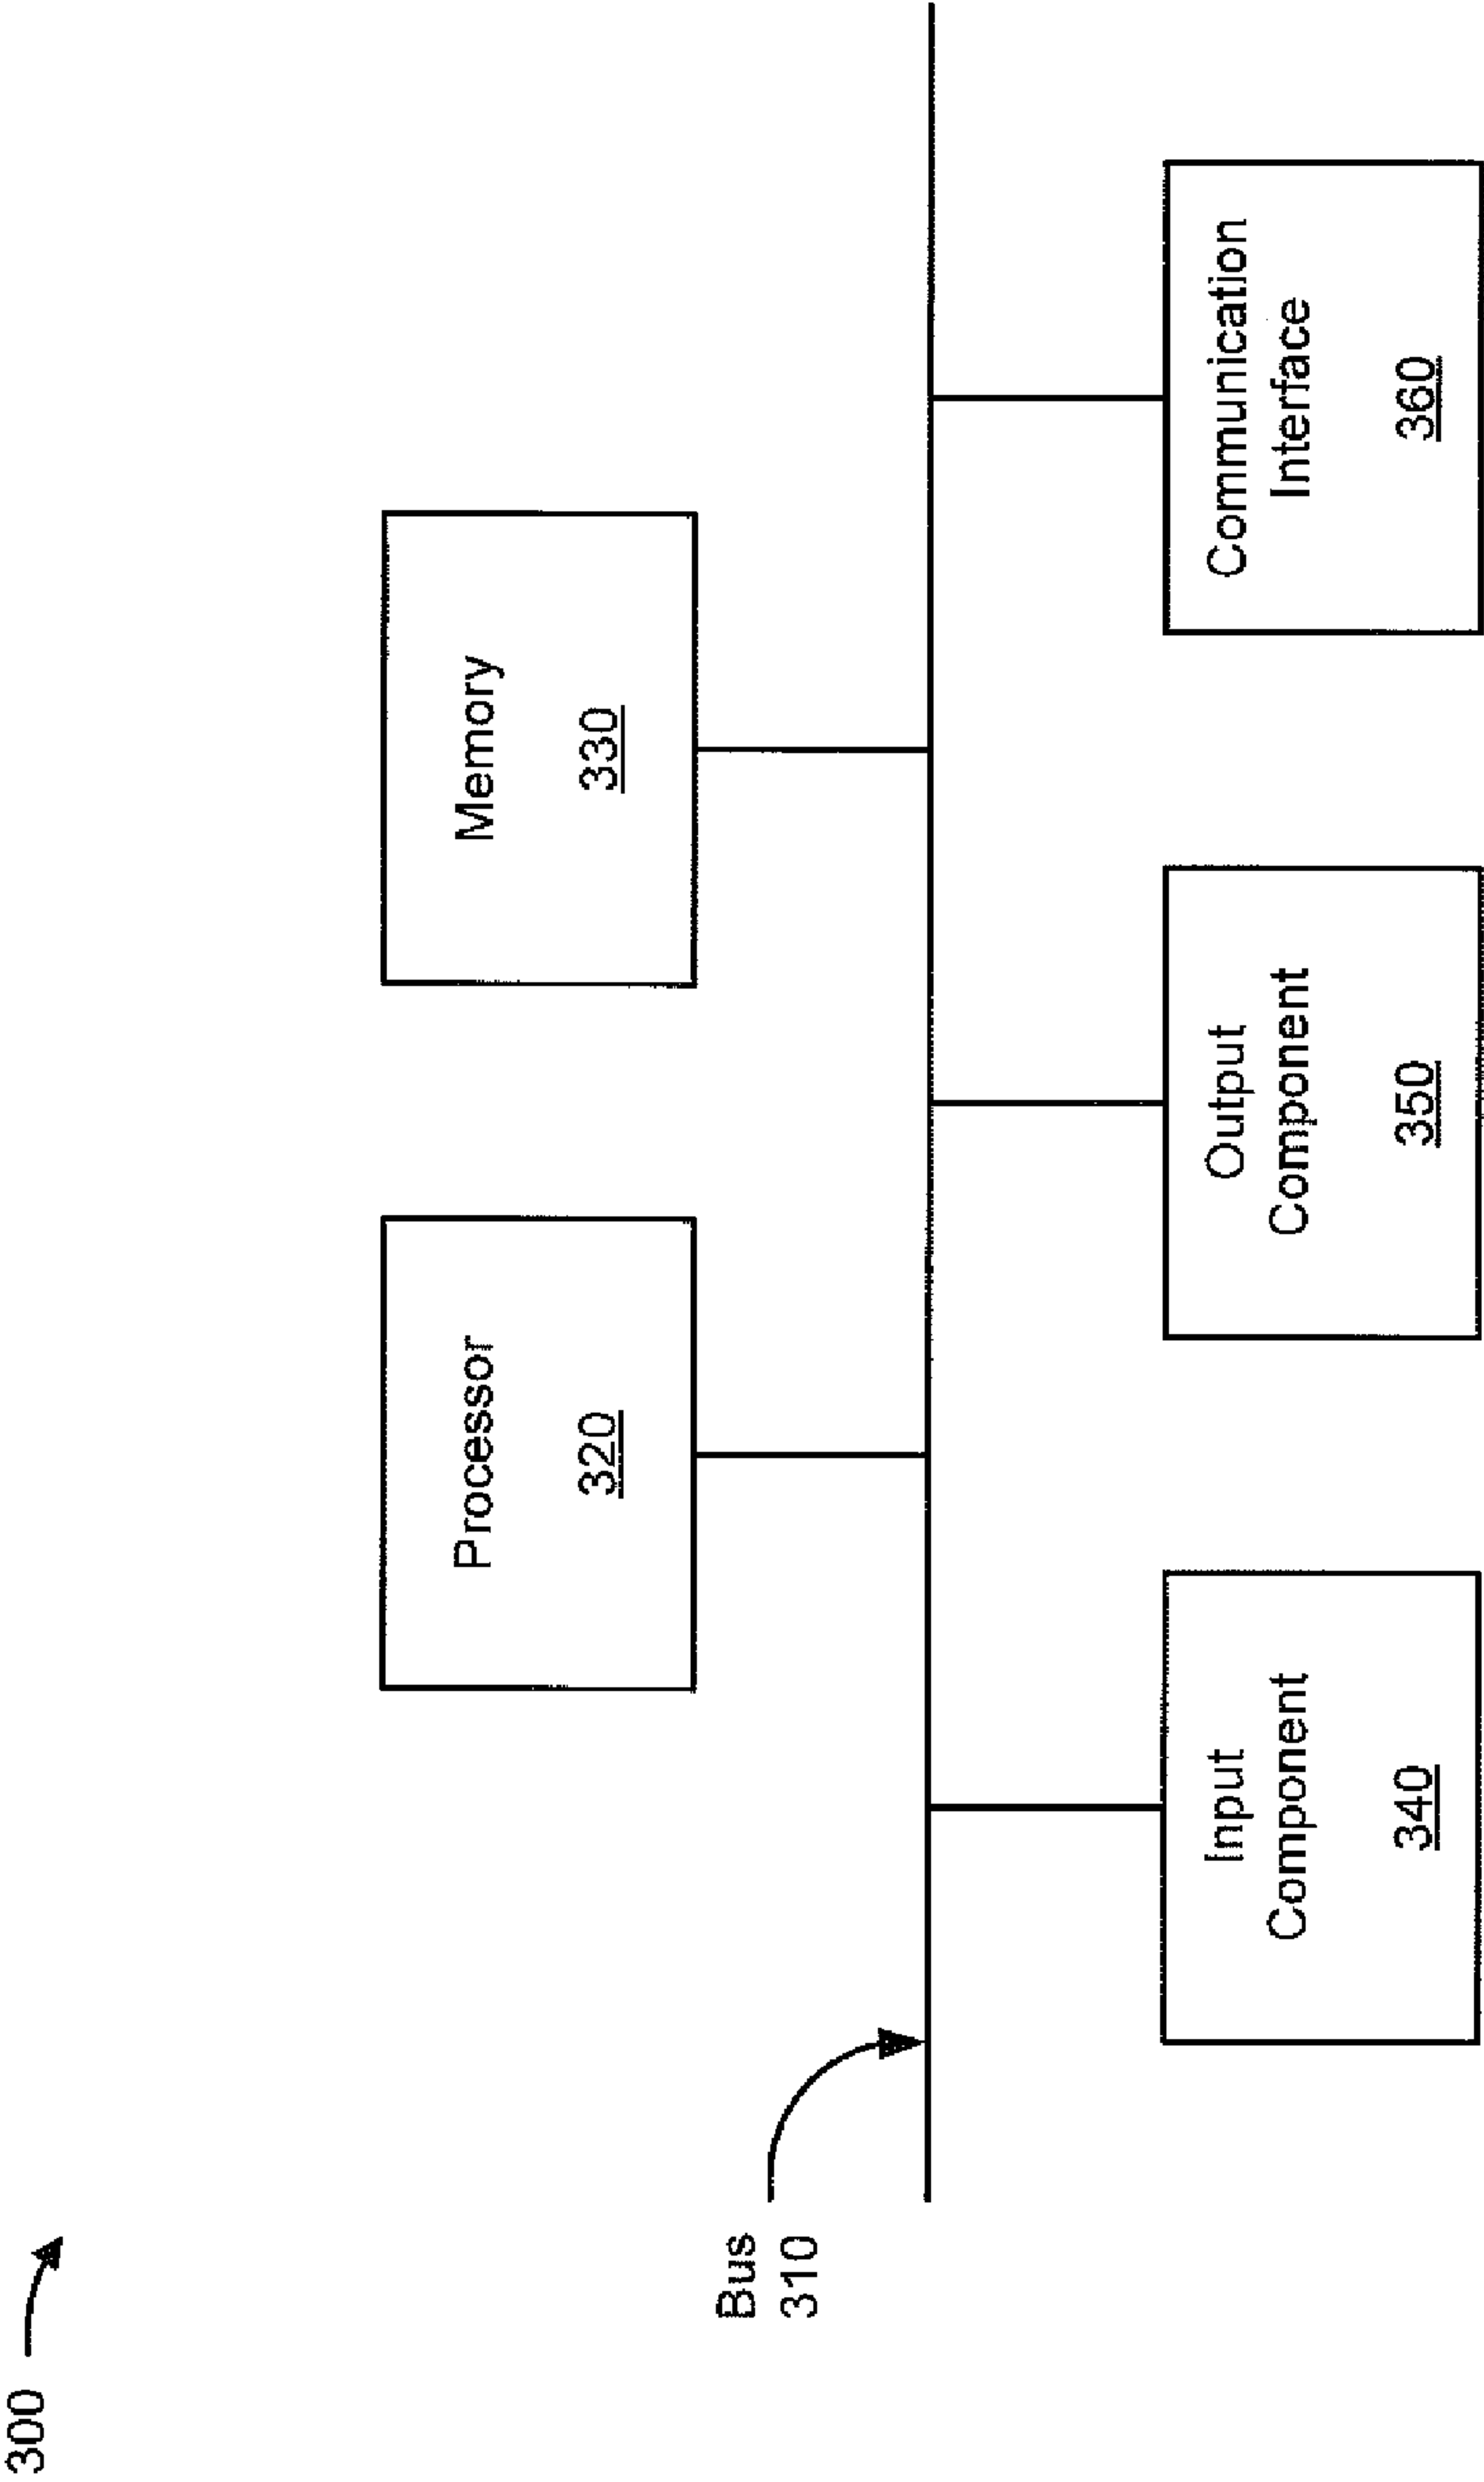 300
Bus
310
Processor
320
Memory
330
Input
Component
340
Output
Component
350
Communication
Interface
360